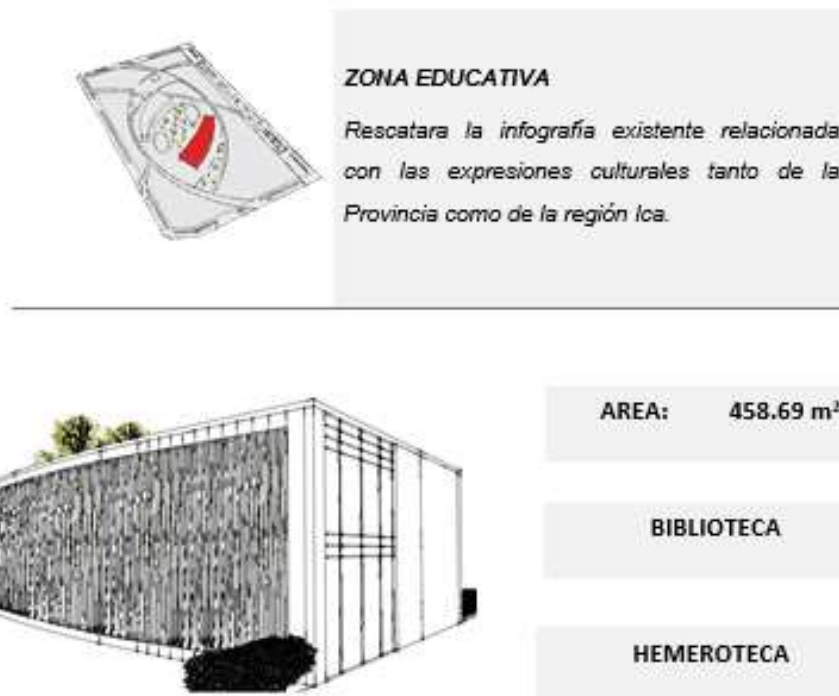 ZONA EDUCATIVA
Rescatara la infografía existente relacionada
con las expresiones culturales tanto de la
Provincia como de la región Ica.
AREA: 458.69 m²
BIBLIOTECA
HEMEROTECA